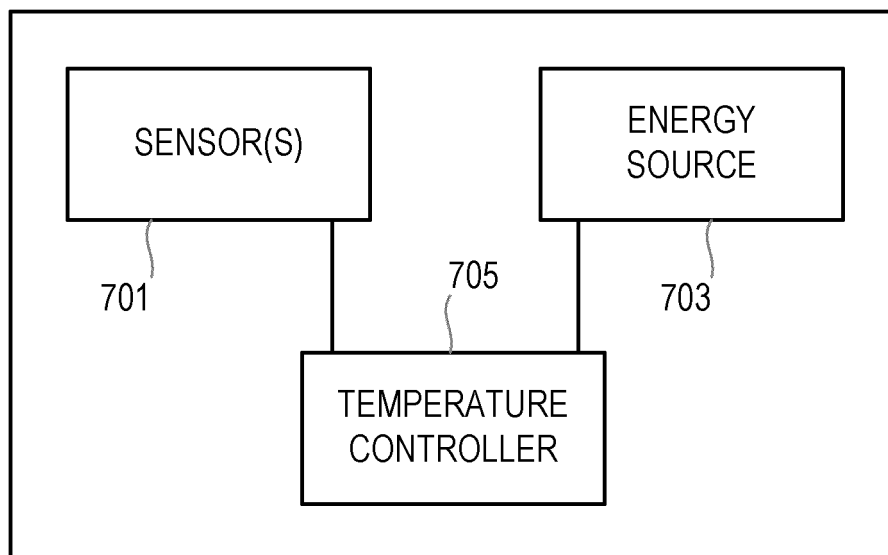 SENSOR(S)
ENERGY
SOURCE
701
705
703
TEMPERATURE
CONTROLLER